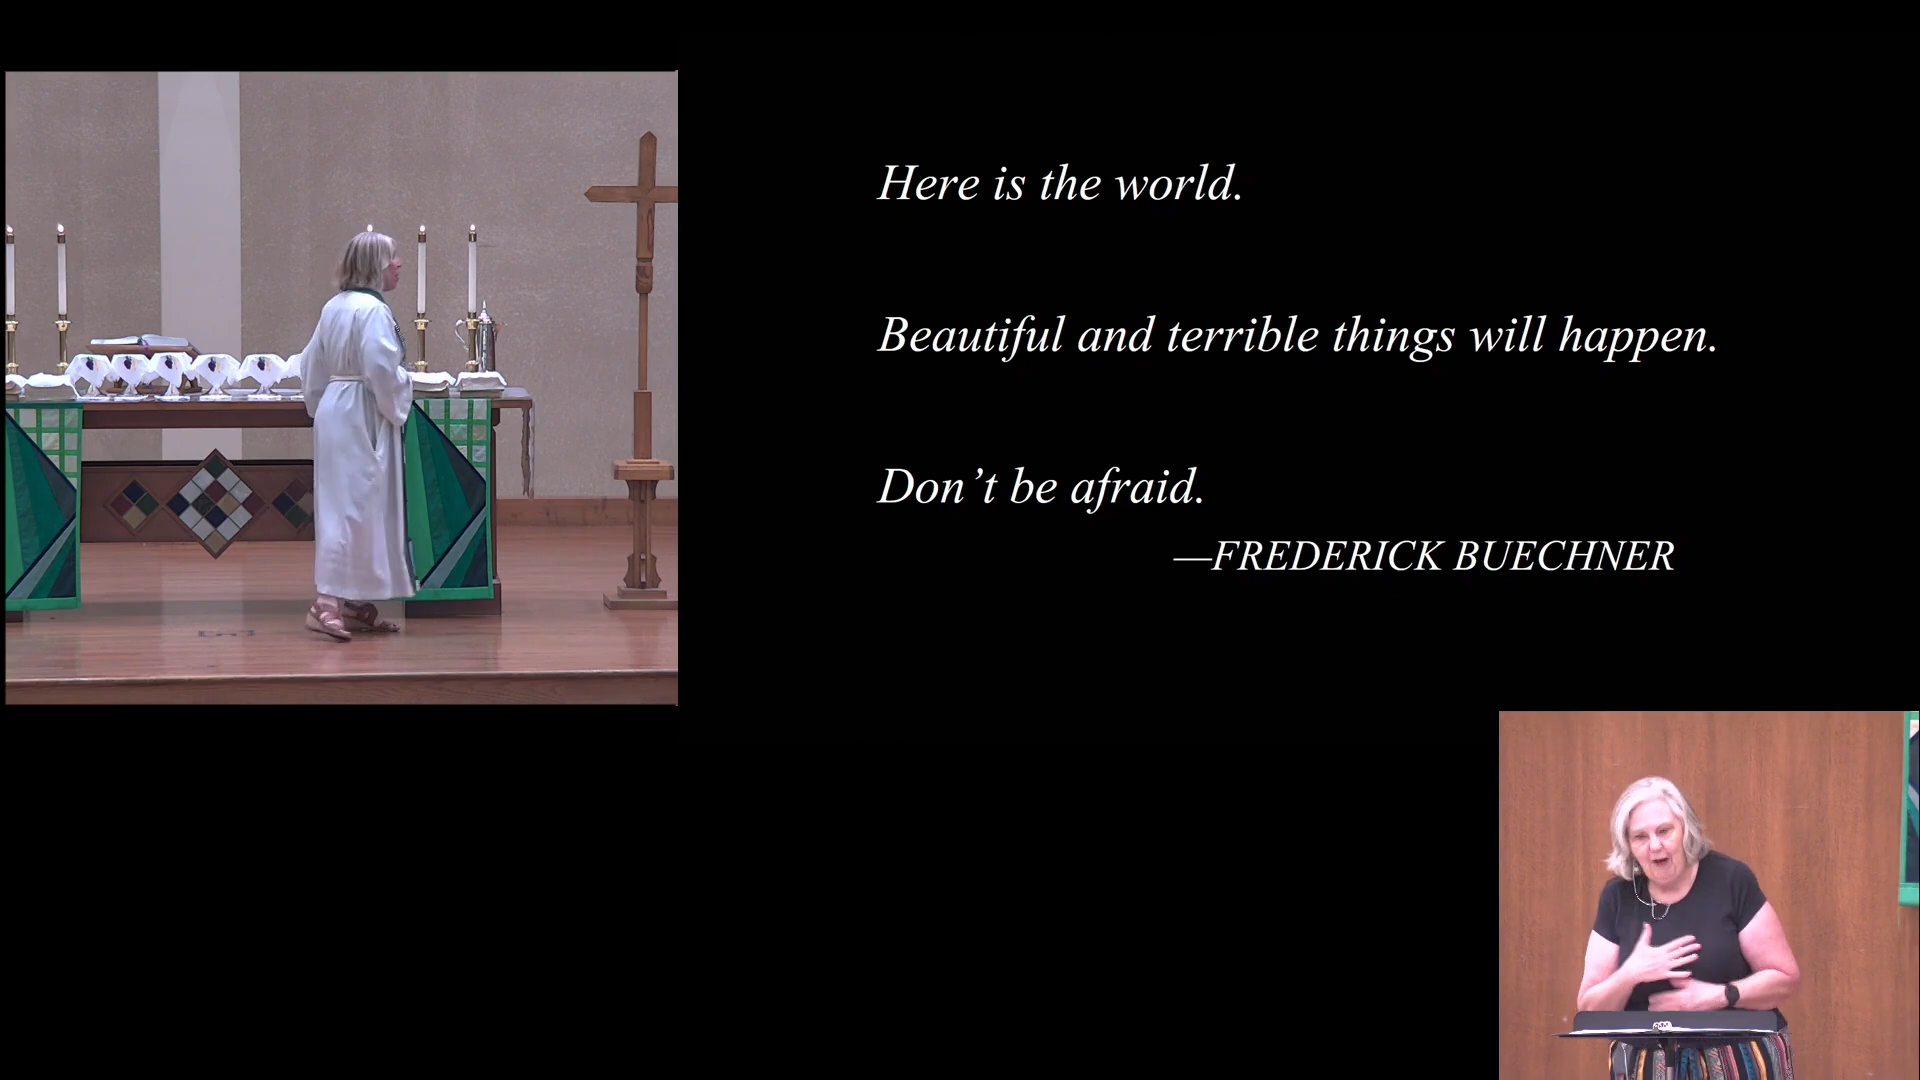 Here is the world.
Beautiful and terrible things will happen.
Don’t be afraid.
—FREDERICK BUECHNER